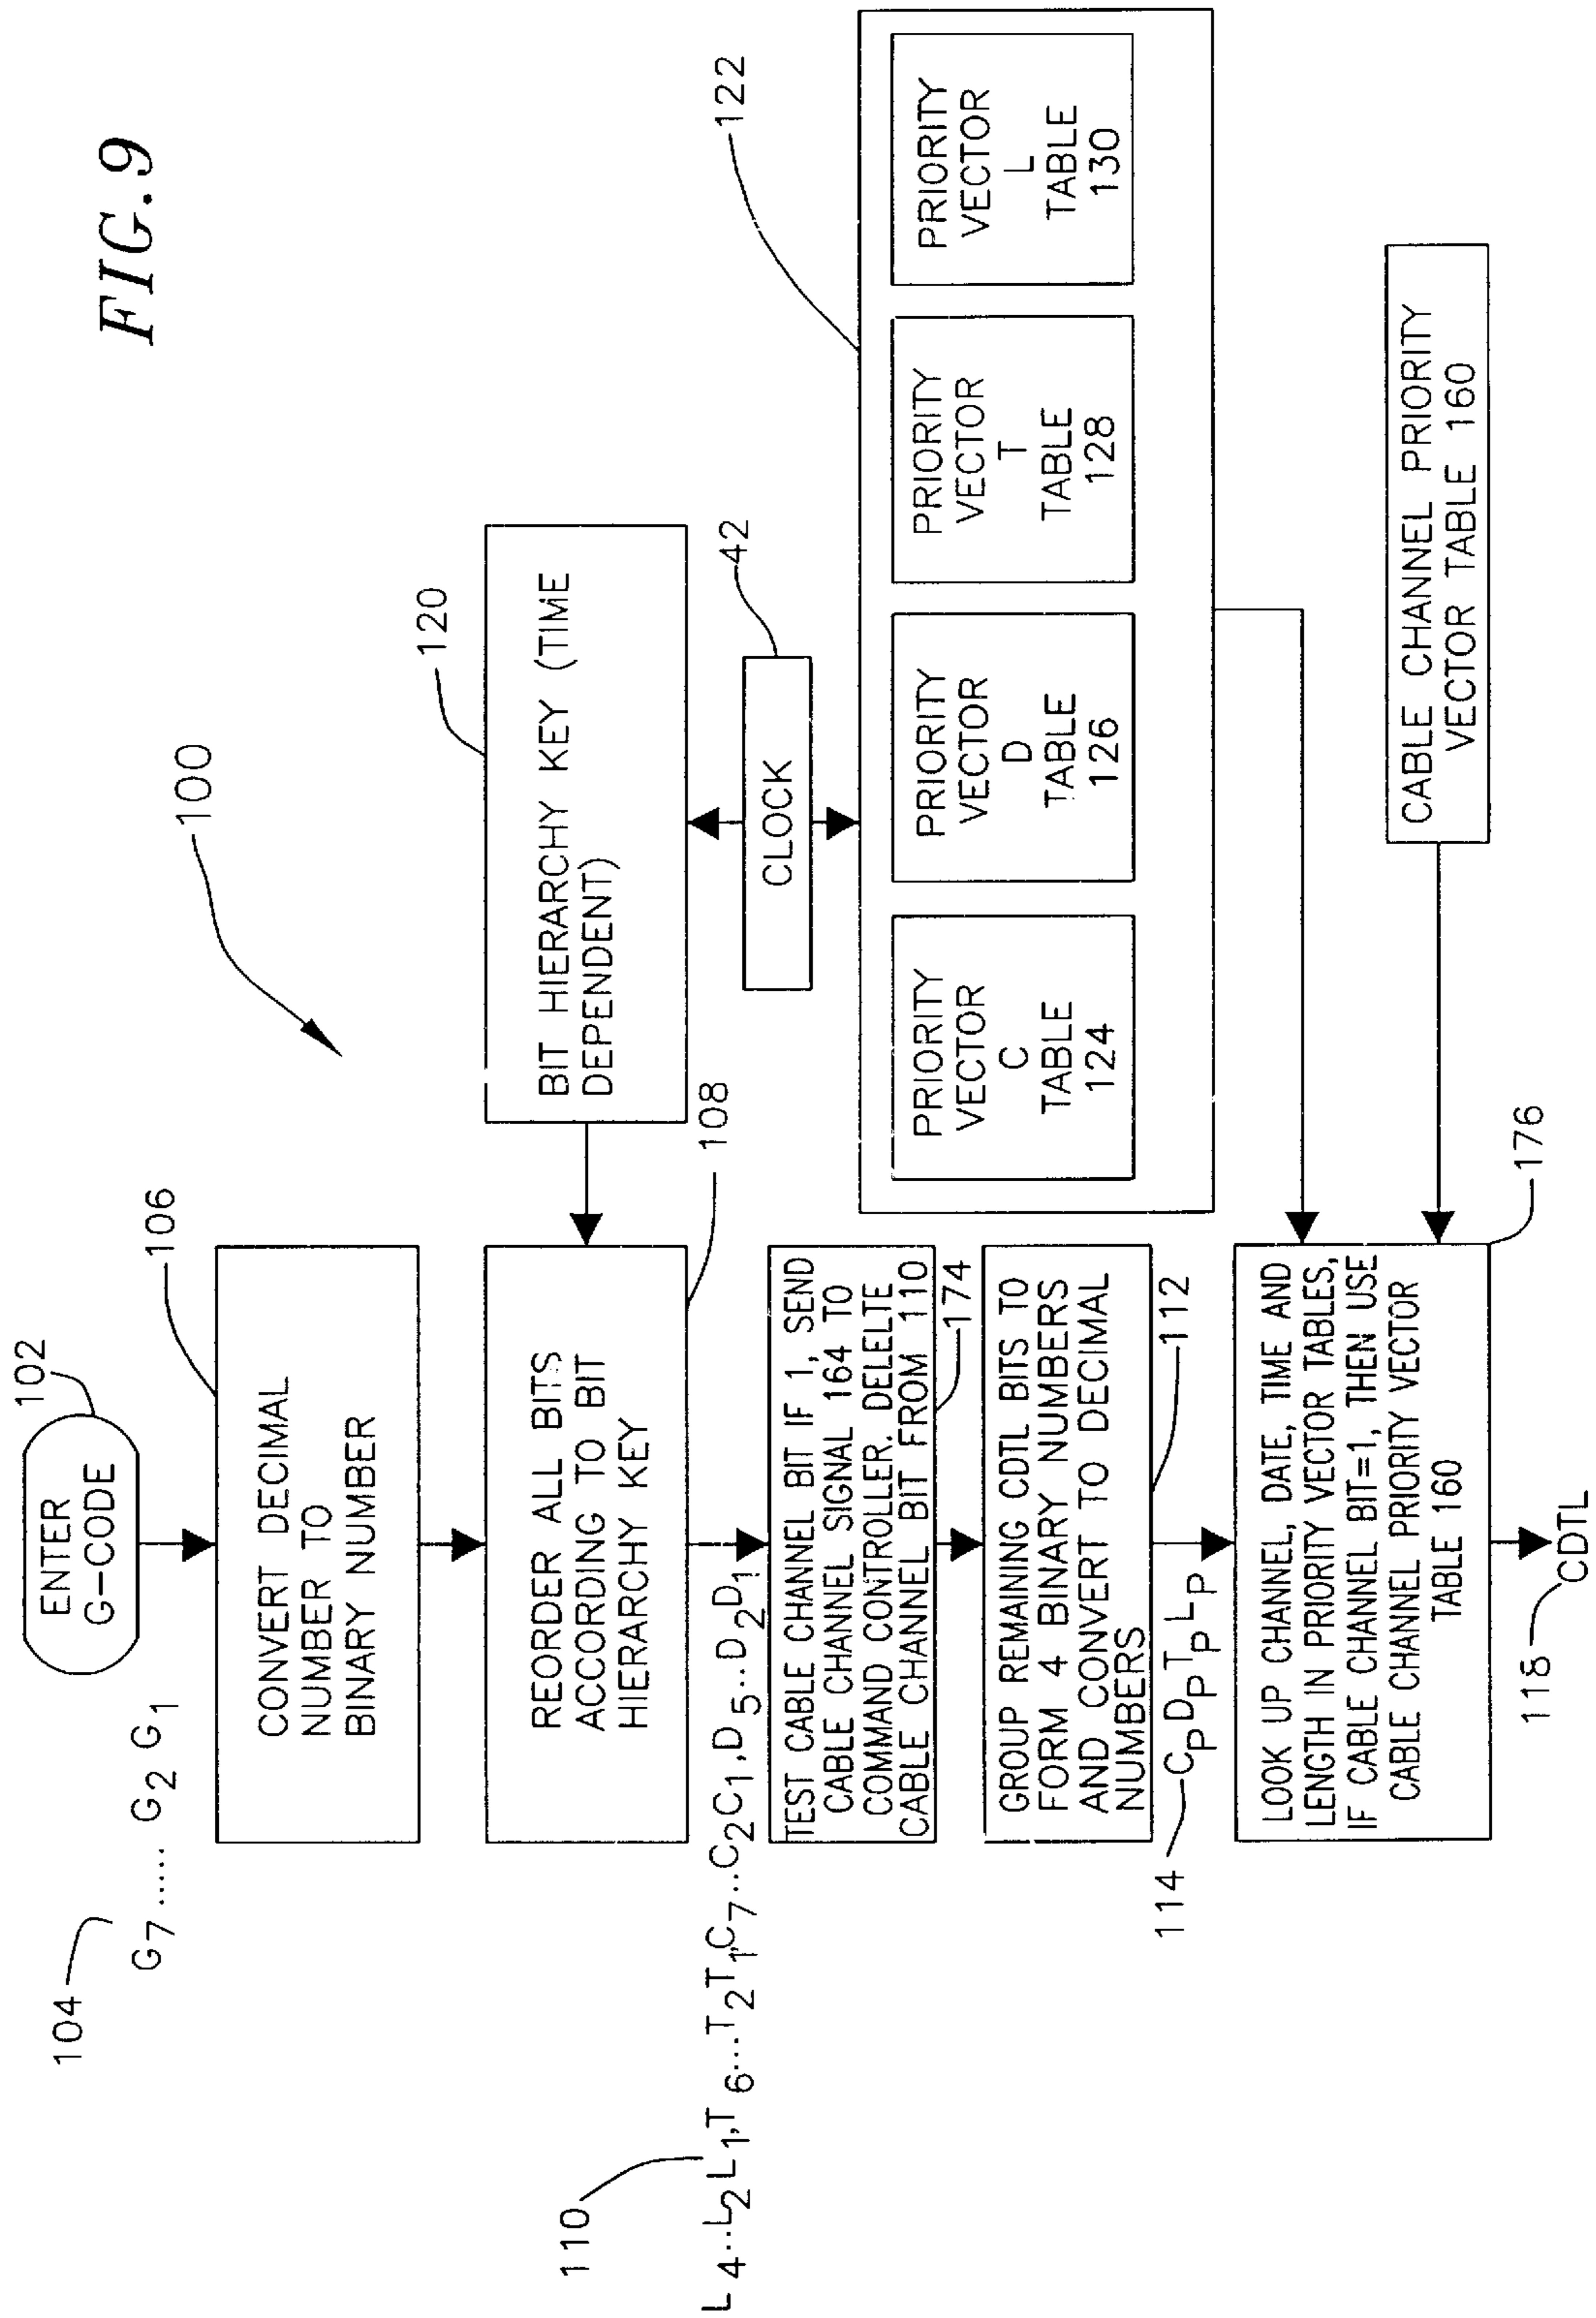 FIG.9
100
102
ENTER
G-CODE
104
G7 ..... G2 G1
106
CONVERT DECIMAL
NUMBER TO
BINARY NUMBER
120
BIT HIERARCHY KEY (TIME
DEPENDENT)
108
REORDER ALL BITS
ACCORDING TO BIT
HIERARCHY KEY
42
CLOCK
110
L4..L2L1,T6...T2T1,C7..C2C1,D5..D2D1
TEST CABLE CHANNEL BIT IF 1, SEND
CABLE CHANNEL SIGNAL 164 TO
COMMAND CONTROLLER. DELELTE
CABLE CHANNEL BIT FROM 110
174
122
PRIORITY
VECTOR
C
TABLE
124
PRIORITY
VECTOR
D
TABLE
126
PRIORITY
VECTOR
T
TABLE
128
PRIORITY
VECTOR
L
TABLE
130
GROUP REMAINING CDTL BITS TO
FORM 4 BINARY NUMBERS
AND CONVERT TO DECIMAL
NUMBERS
112
114
CPDPTPLP
LOOK UP CHANNEL, DATE, TIME AND
LENGTH IN PRIORITY VECTOR TABLES,
IF CABLE CHANNEL BIT=1, THEN USE
CABLE CHANNEL PRIORITY VECTOR
TABLE 160
176
CABLE CHANNEL PRIORITY
VECTOR TABLE 160
118
CDTL